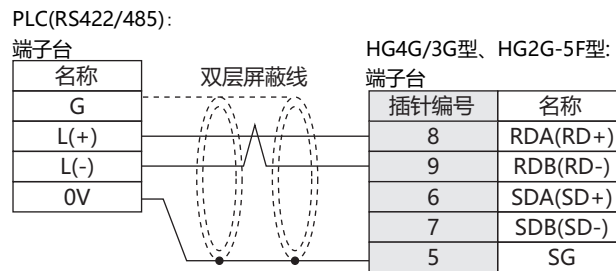 PLC(RS422/485):
端子台
名称
G
L(+)
L(-)
0V
双层屏蔽线
HG4G/3G型、HG2G-5F型:
端子台
插针编号 名称
8 RDA(RD+)
9 RDB(RD-)
6 SDA(SD+)
7 SDB(SD-)
5 SG